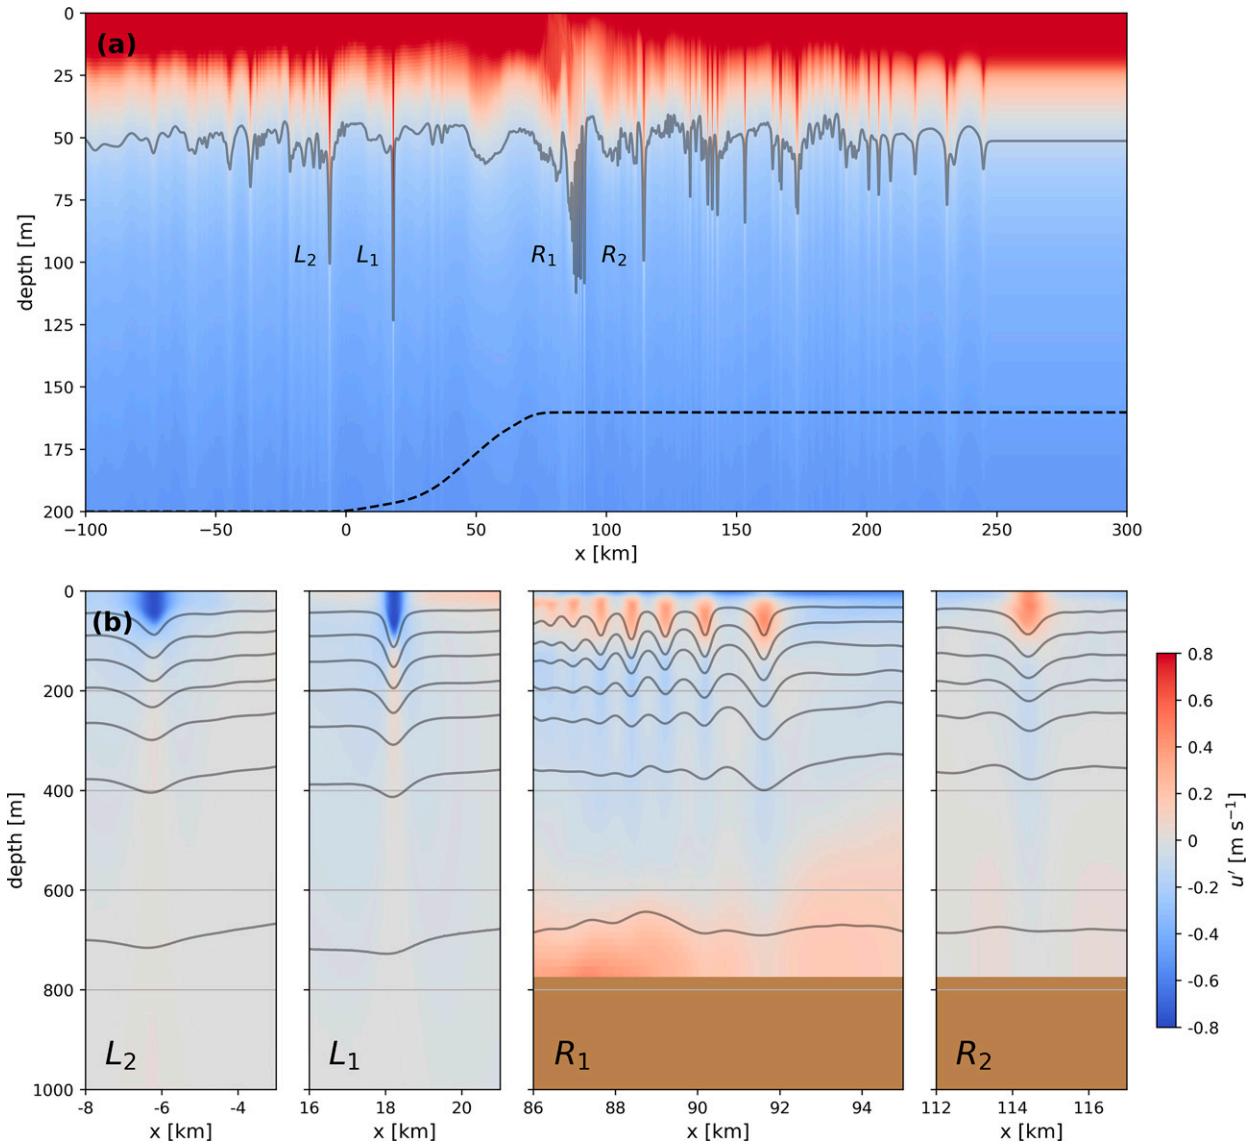 (a)
0
25
50
75
100
125
150
175
200
depth [m]
L2 L1 R1 R2
−100 −50 0 50 100 150 200 250 300
x [km]
(b)
0
200
400
600
800
1000
depth [m]
L2 L1 R1 R2
-8 -6 -4
x [km]
16 18 20
x [km]
86 88 90 92 94
x [km]
112 114 116
x [km]
0.8
0.6
0.4
0.2
0
-0.2
-0.4
-0.6
-0.8
u′ [m s⁻¹]